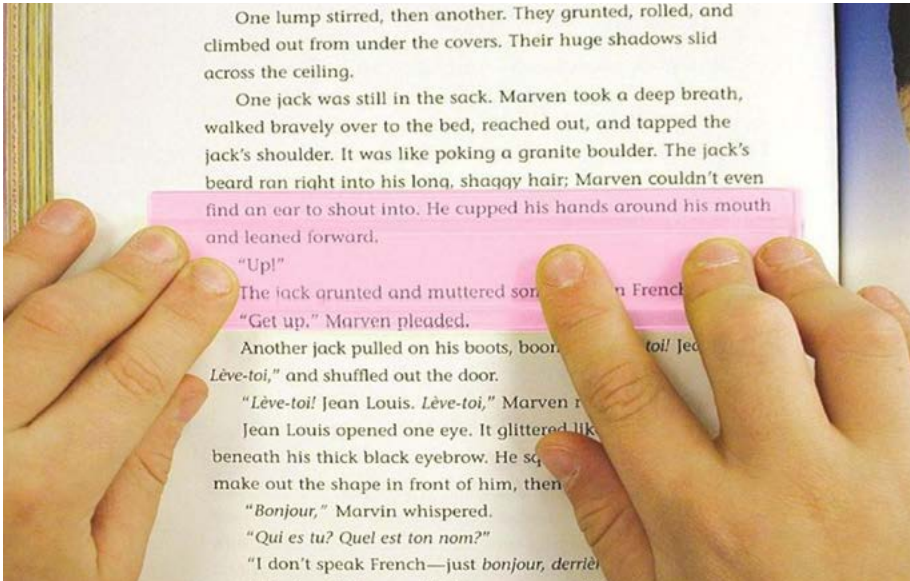 One lump stirred, then another. They grunted, rolled, and
climbed out from under the covers. Their huge shadows slid
across the ceiling.
One jack was still in the sack. Marven took a deep breath,
walked bravely over to the bed, reached out, and tapped the
jack's shoulder. It was like poking a granite boulder. The jack's
beard ran right into his long, shaggy hair; Marven couldn't even
find an ear to shout into. He cupped his hands around his mouth
and leaned forward.
"Up!"
The jack grunted and muttered French
"Get up," Marven pleaded.
Another jack pulled on his boots, toi!
Lève-toi," and shuffled out the door.
"Lève-toi! Jean Louis. Lève-toi," Marven
Jean Louis opened one eye. It glittered
beneath his thick black eyebrow. He
make out the shape in front of him, then
"Bonjour," Marvin whispered.
"Qui es tu? Quel est ton nom?"
"I don't speak French—just bonjour,